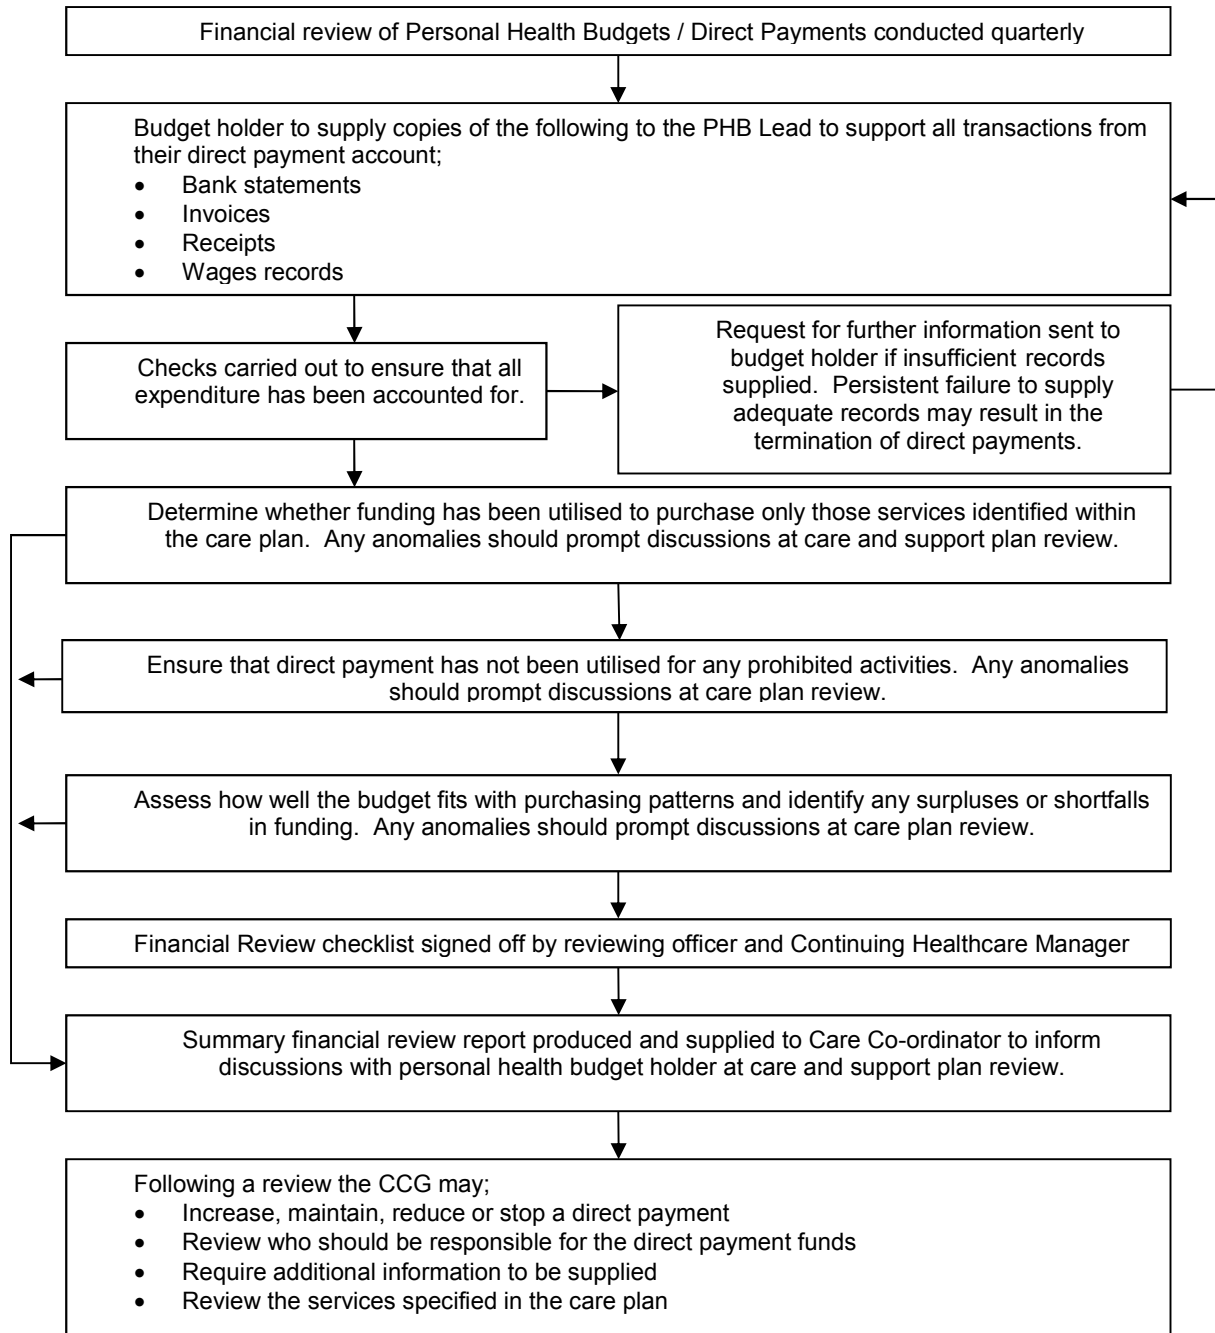 Financial review of Personal Health Budgets / Direct Payments conducted quarterly
Budget holder to supply copies of the following to the PHB Lead to support all transactions from
their direct payment account;
• Bank statements
• Invoices
• Receipts
• Wages records
Checks carried out to ensure that all
expenditure has been accounted for.
Request for further information sent to
budget holder if insufficient records
supplied. Persistent failure to supply
adequate records may result in the
termination of direct payments.
Determine whether funding has been utilised to purchase only those services identified within
the care plan. Any anomalies should prompt discussions at care and support plan review.
Ensure that direct payment has not been utilised for any prohibited activities. Any anomalies
should prompt discussions at care plan review.
Assess how well the budget fits with purchasing patterns and identify any surpluses or shortfalls
in funding. Any anomalies should prompt discussions at care plan review.
Financial Review checklist signed off by reviewing officer and Continuing Healthcare Manager
Summary financial review report produced and supplied to Care Co-ordinator to inform
discussions with personal health budget holder at care and support plan review.
Following a review the CCG may;
• Increase, maintain, reduce or stop a direct payment
• Review who should be responsible for the direct payment funds
• Require additional information to be supplied
• Review the services specified in the care plan